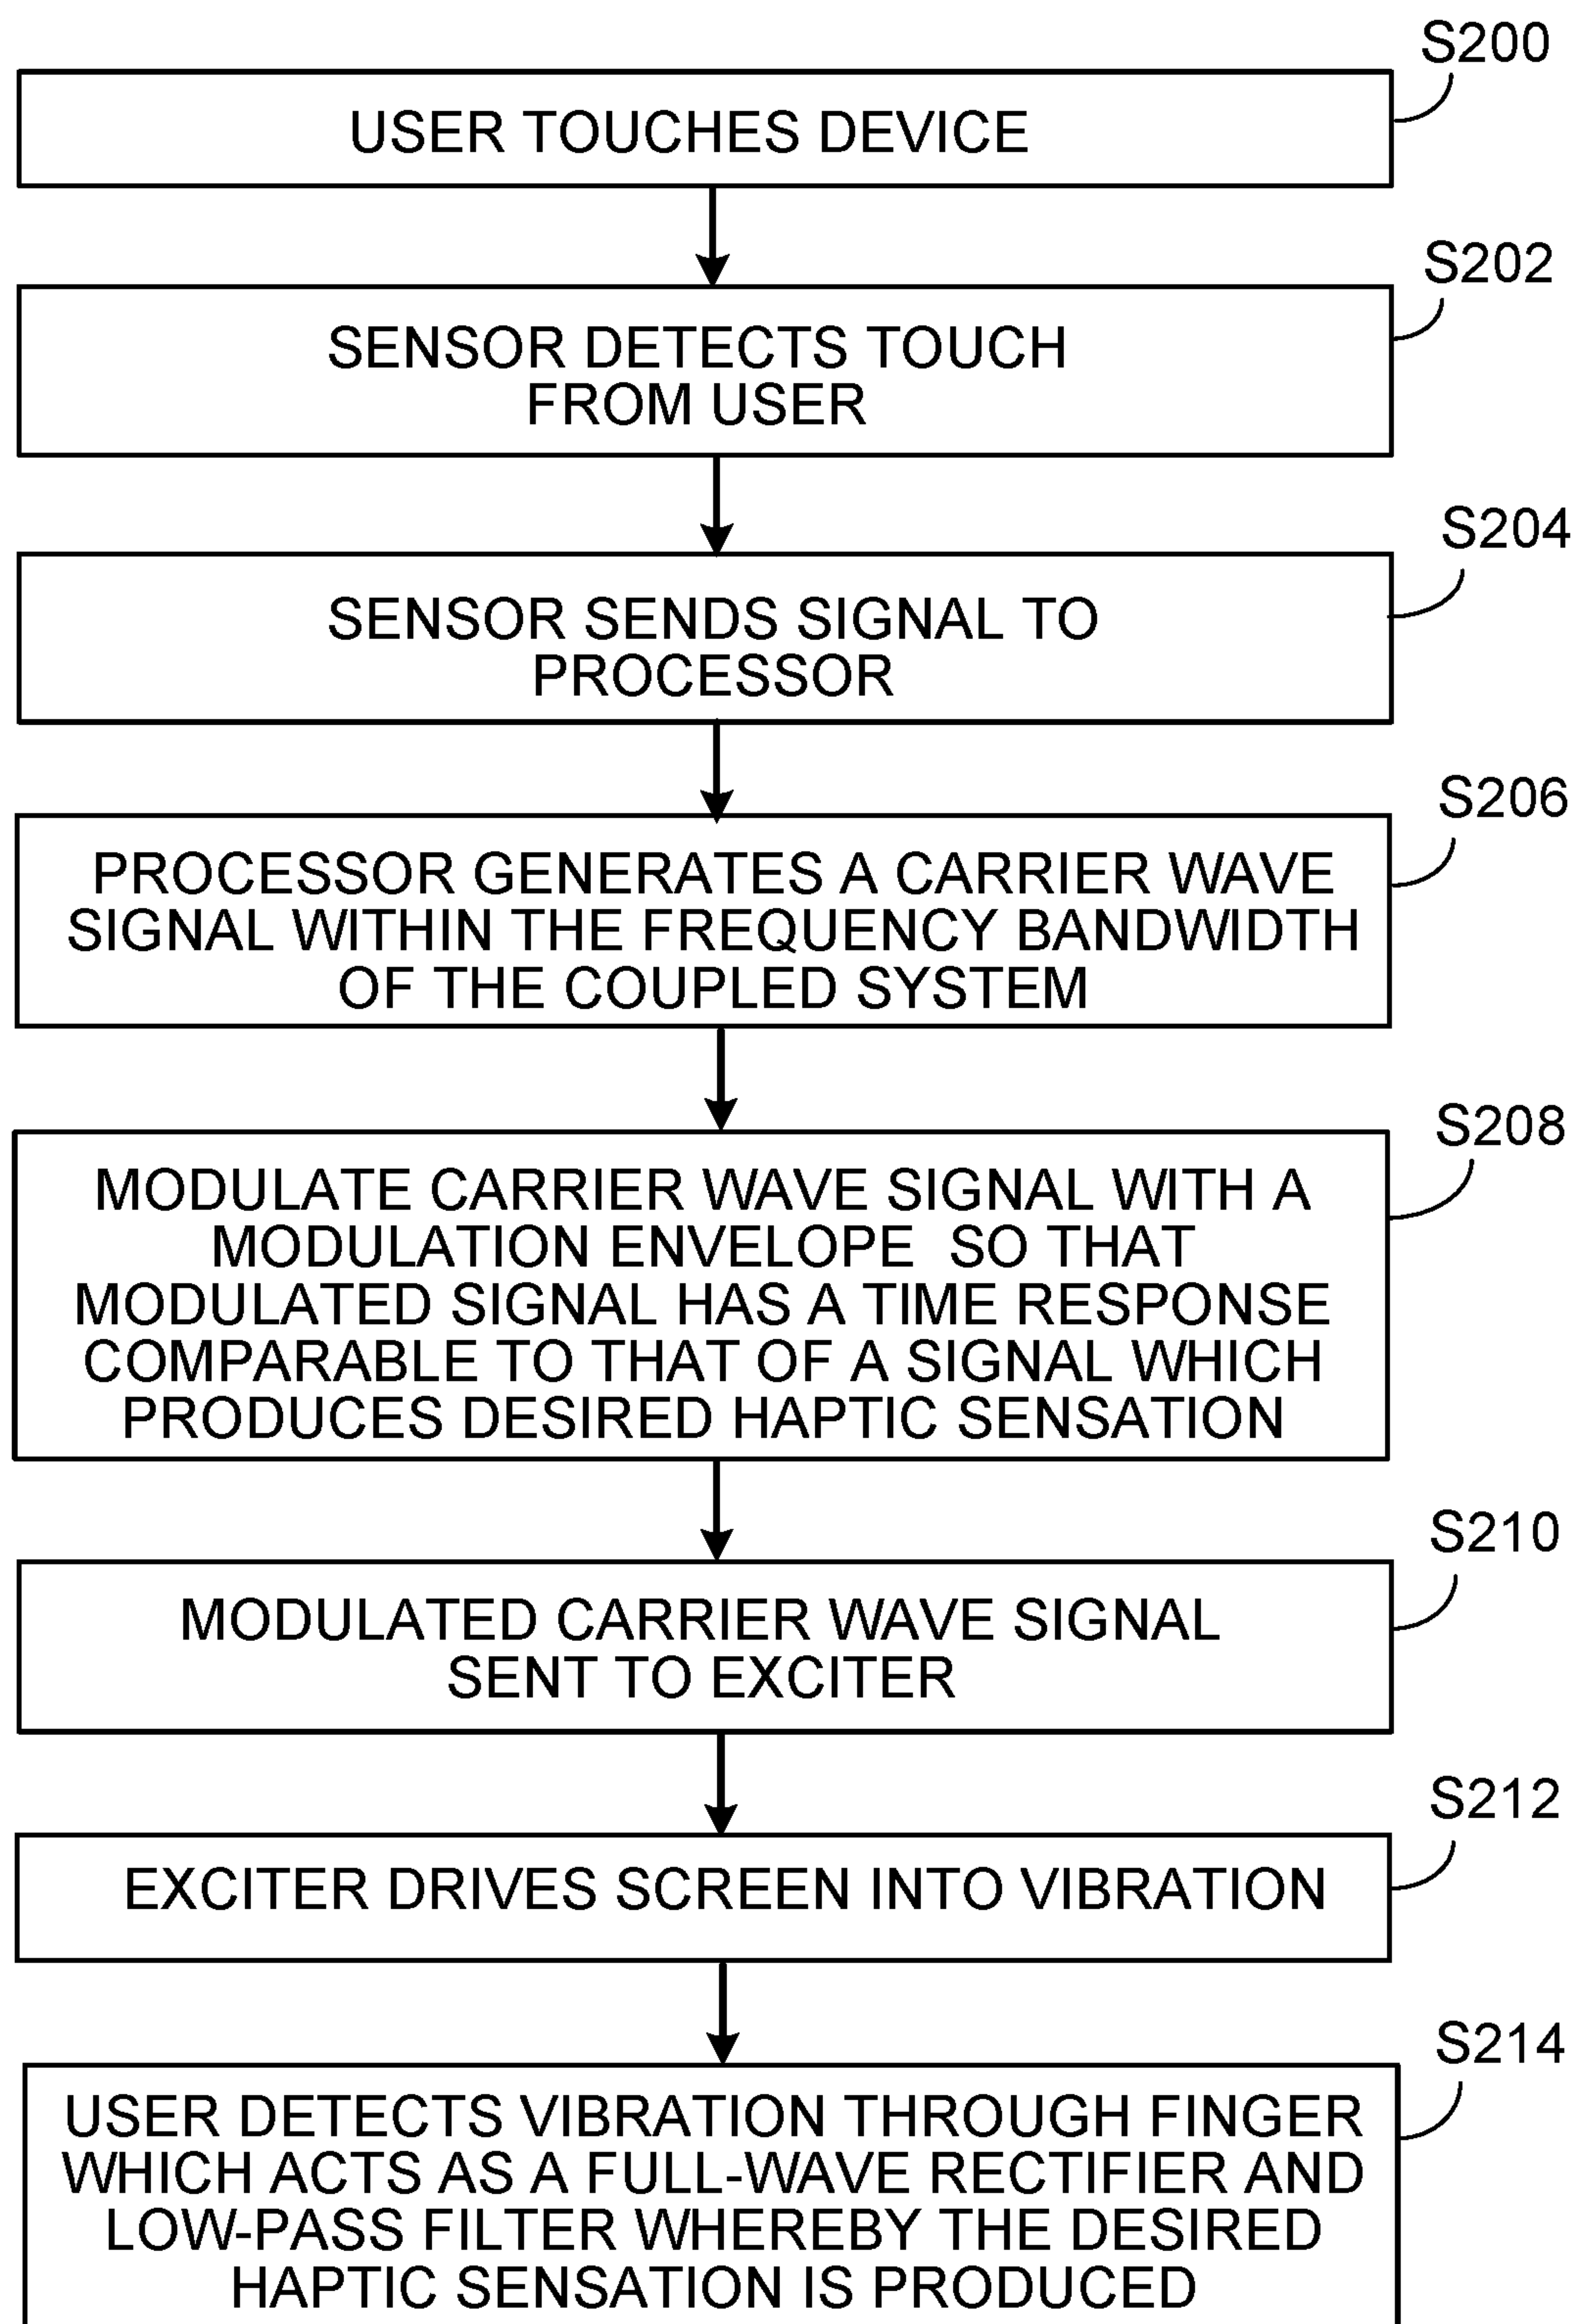 S200
USER TOUCHES DEVICE
S202
SENSOR DETECTS TOUCH
FROM USER
S204
SENSOR SENDS SIGNAL TO
PROCESSOR
S206
PROCESSOR GENERATES A CARRIER WAVE
SIGNAL WITHIN THE FREQUENCY BANDWIDTH
OF THE COUPLED SYSTEM
S208
MODULATE CARRIER WAVE SIGNAL WITH A
MODULATION ENVELOPE SO THAT
MODULATED SIGNAL HAS A TIME RESPONSE
COMPARABLE TO THAT OF A SIGNAL WHICH
PRODUCES DESIRED HAPTIC SENSATION
S210
MODULATED CARRIER WAVE SIGNAL
SENT TO EXCITER
S212
EXCITER DRIVES SCREEN INTO VIBRATION
S214
USER DETECTS VIBRATION THROUGH FINGER
WHICH ACTS AS A FULL-WAVE RECTIFIER AND
LOW-PASS FILTER WHEREBY THE DESIRED
HAPTIC SENSATION IS PRODUCED